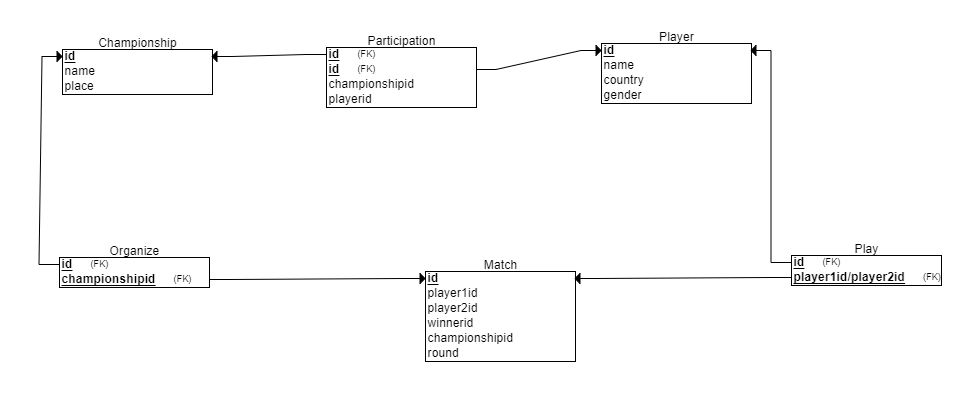 Championship
id
name
place
Participation
id (FK)
id (FK)
championshipid
playerid
Player
id
name
country
gender
Organize
id (FK)
championshipid (FK)
Match
id
player1id
player2id
winnerid
championshipid
round
Play
id (FK)
player1id/player2id (FK)